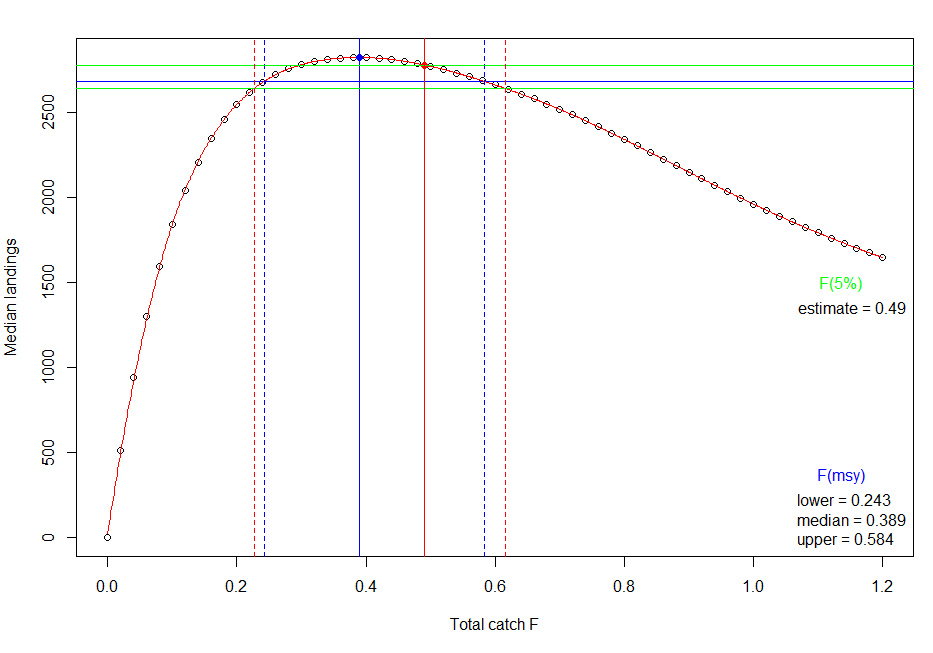 2500
2000
1500
1000
500
0
Median landings
F(5%)
estimate = 0.49
F(msy)
lower = 0.243
median = 0.389
upper = 0.584
0.0 0.2 0.4 0.6 0.8 1.0 1.2
Total catch F